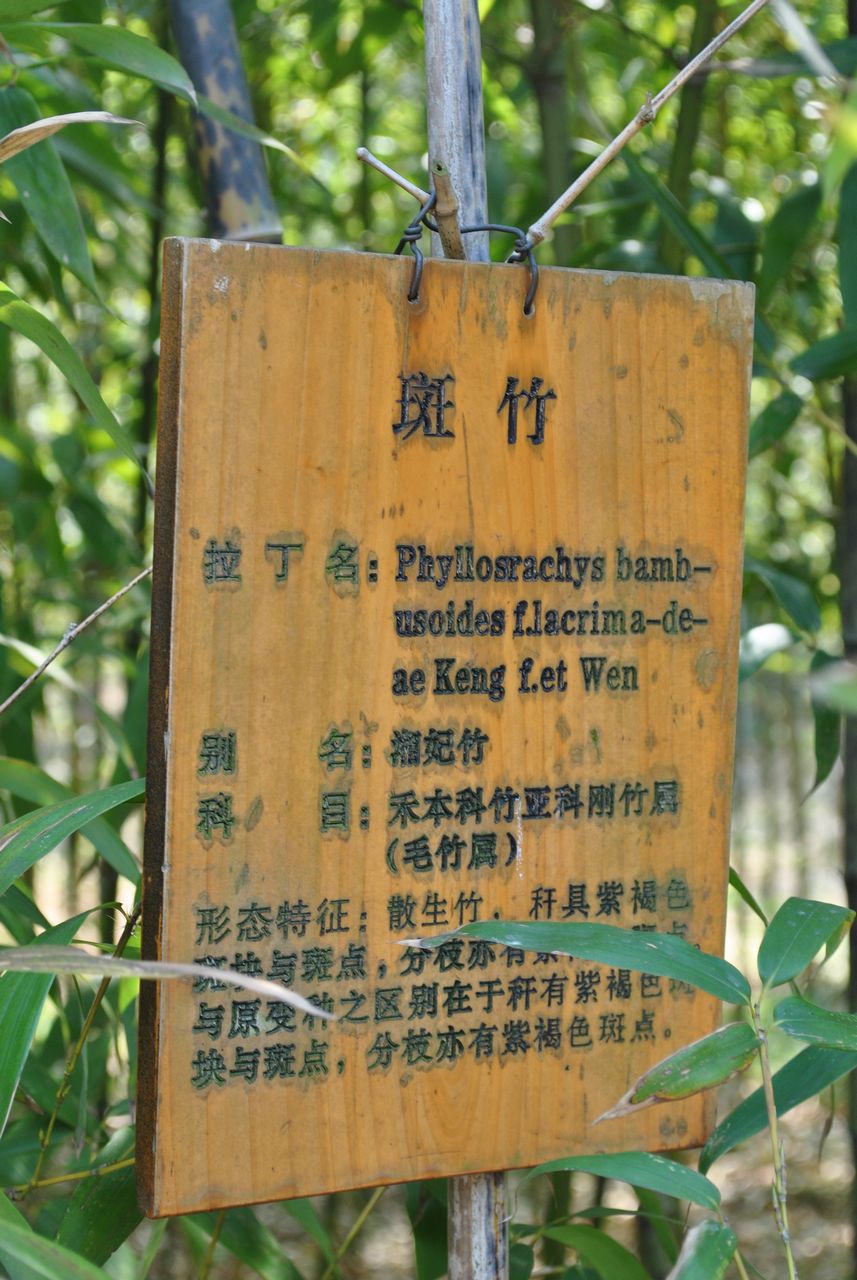 斑竹
拉丁名：Phyllosrachys bamb-
usoides f.lacrima-de-
ae Keng f.et Wen
别名：湘妃竹
科目：禾本科竹亚科刚竹属
(毛竹属)
形态特征：散生竹．秆具紫褐色
斑块与斑点，分枝亦有紫斑点。
与原变种之区别在于秆有紫褐色斑
块与斑点，分枝亦有紫褐色斑点。